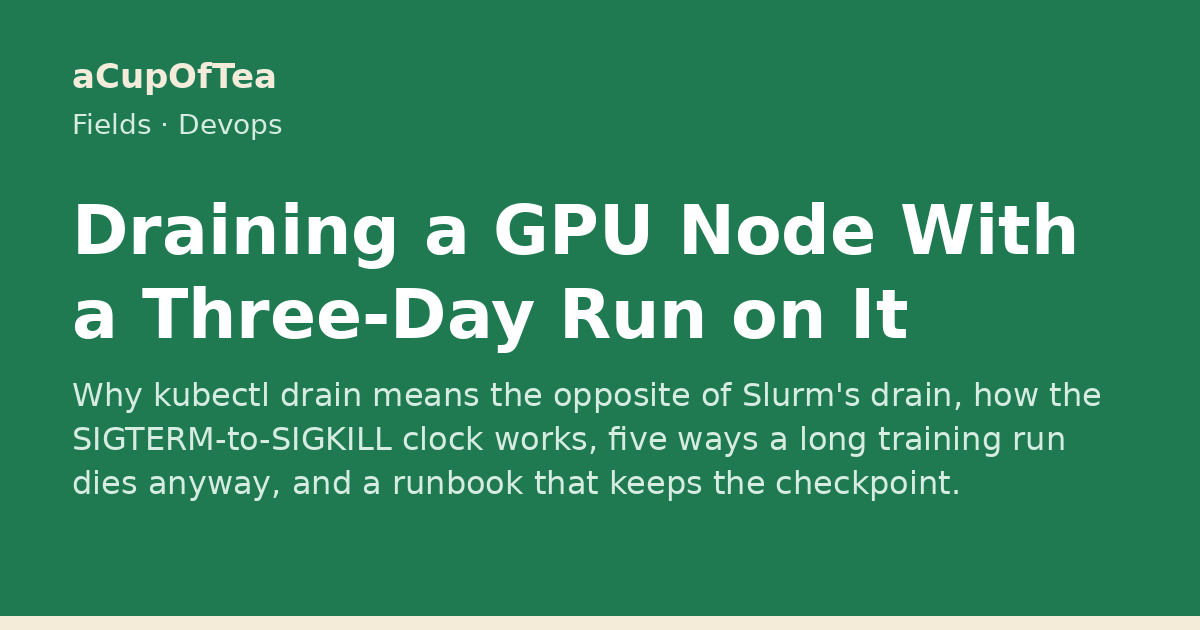 aCupOfTea
Fields · Devops
Draining a GPU Node With
a Three-Day Run on It
Why kubectl drain means the opposite of Slurm's drain, how the
SIGTERM-to-SIGKILL clock works, five ways a long training run
dies anyway, and a runbook that keeps the checkpoint.